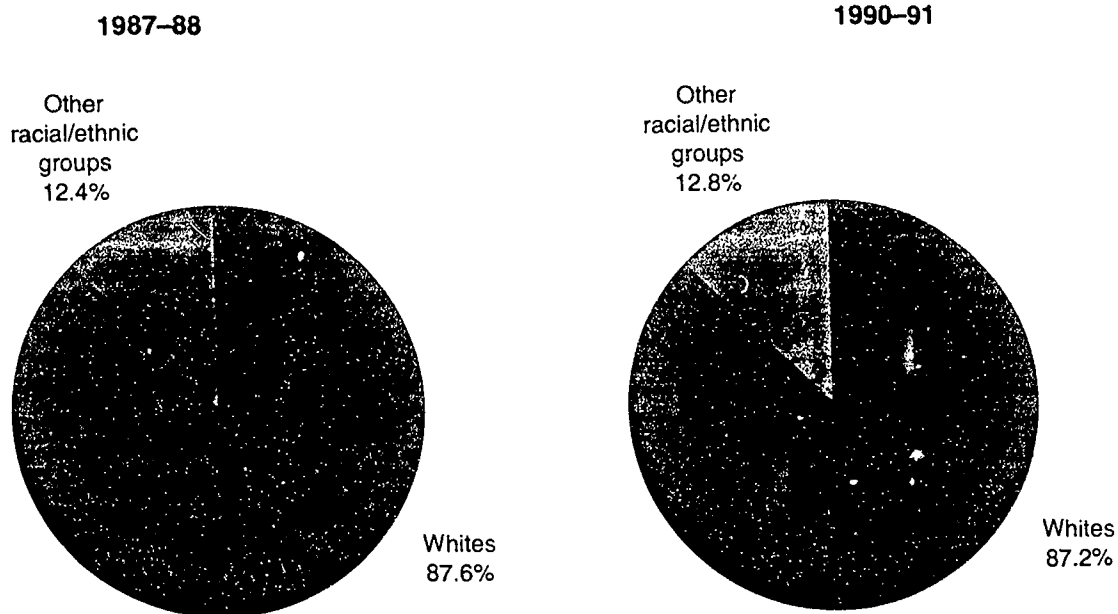 1987–88
Other
racial/ethnic
groups
12.4%
Whites
87.6%
1990–91
Other
racial/ethnic
groups
12.8%
Whites
87.2%